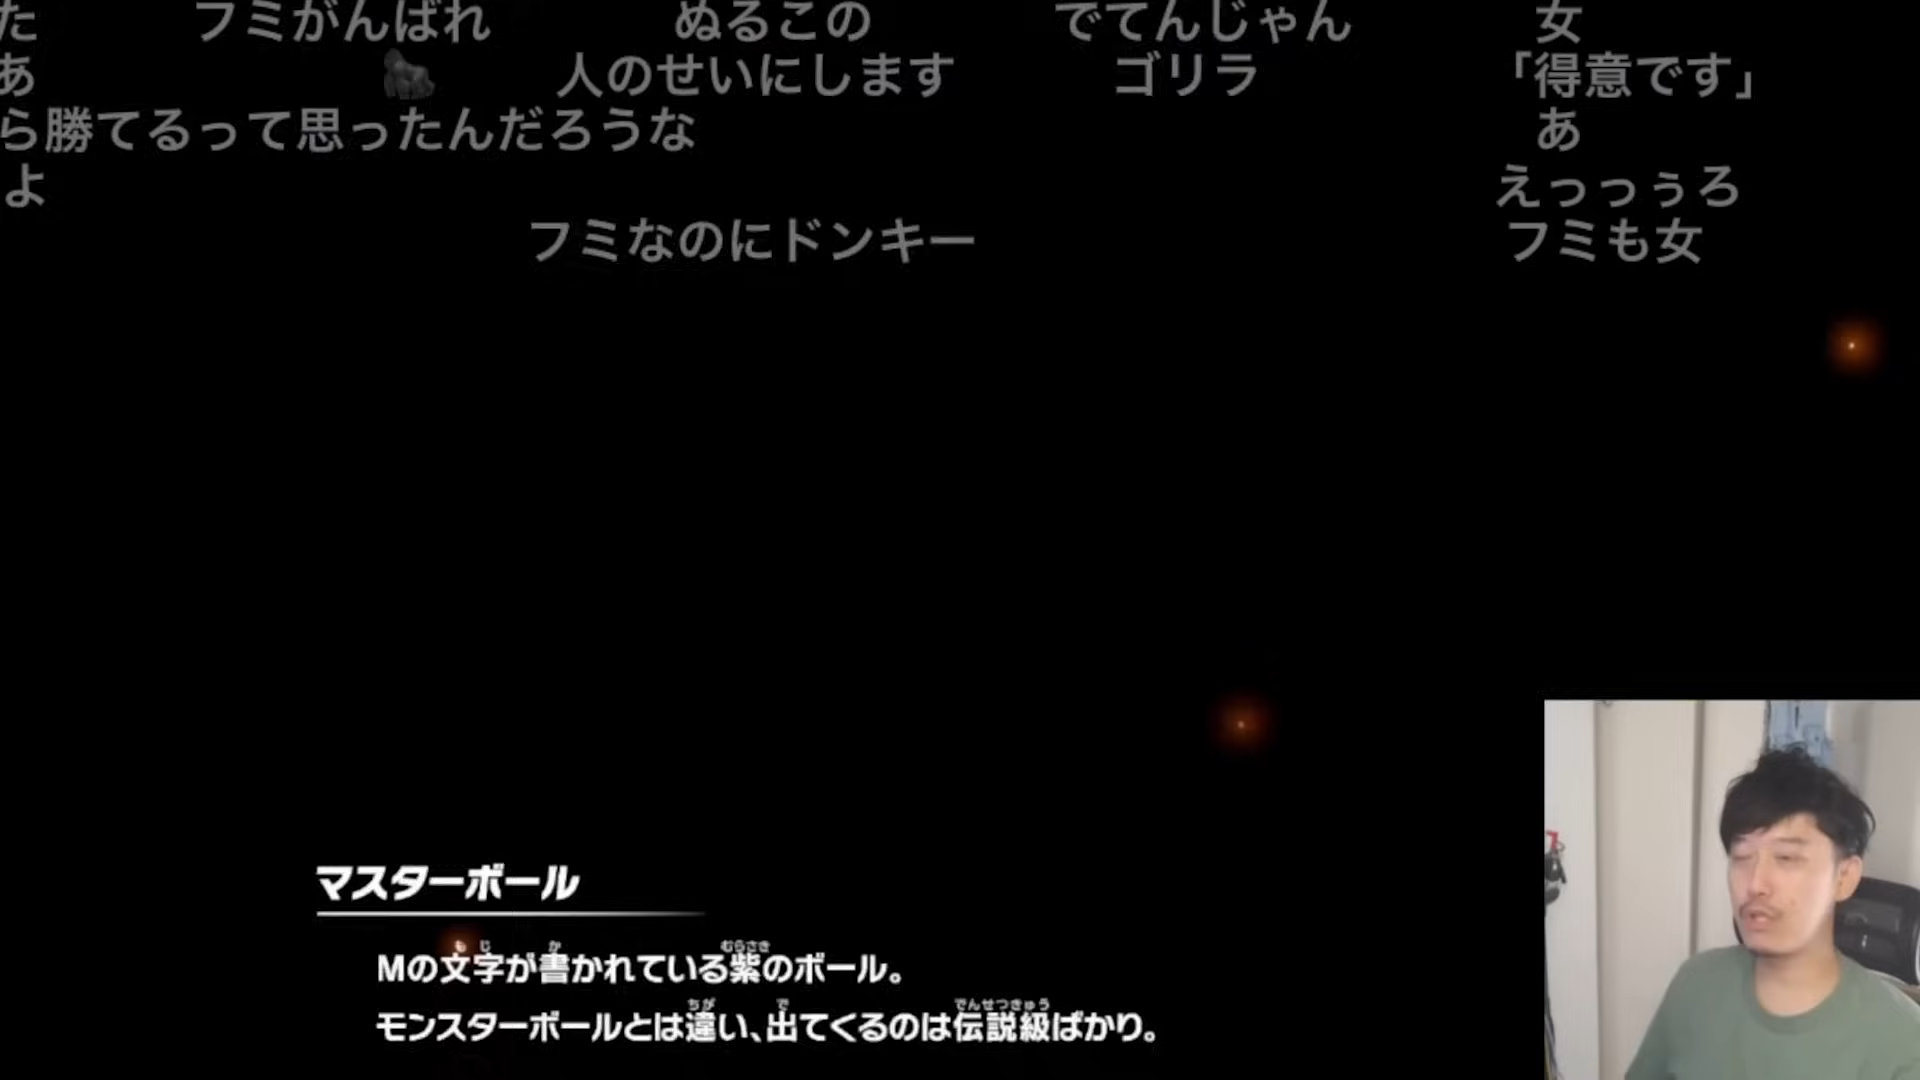 た フミがんばれ ぬるこの でてんじゃん 女
あ 人のせいにします ゴリラ 「得意です」
ら勝てるって思ったんだろうな あ
よ えっっぅろ
フミなのにドンキー フミも女
マスターボール
Mの文字が書かれている紫のボール。
モンスターボールとは違い、出てくるのは伝説級ばかり。